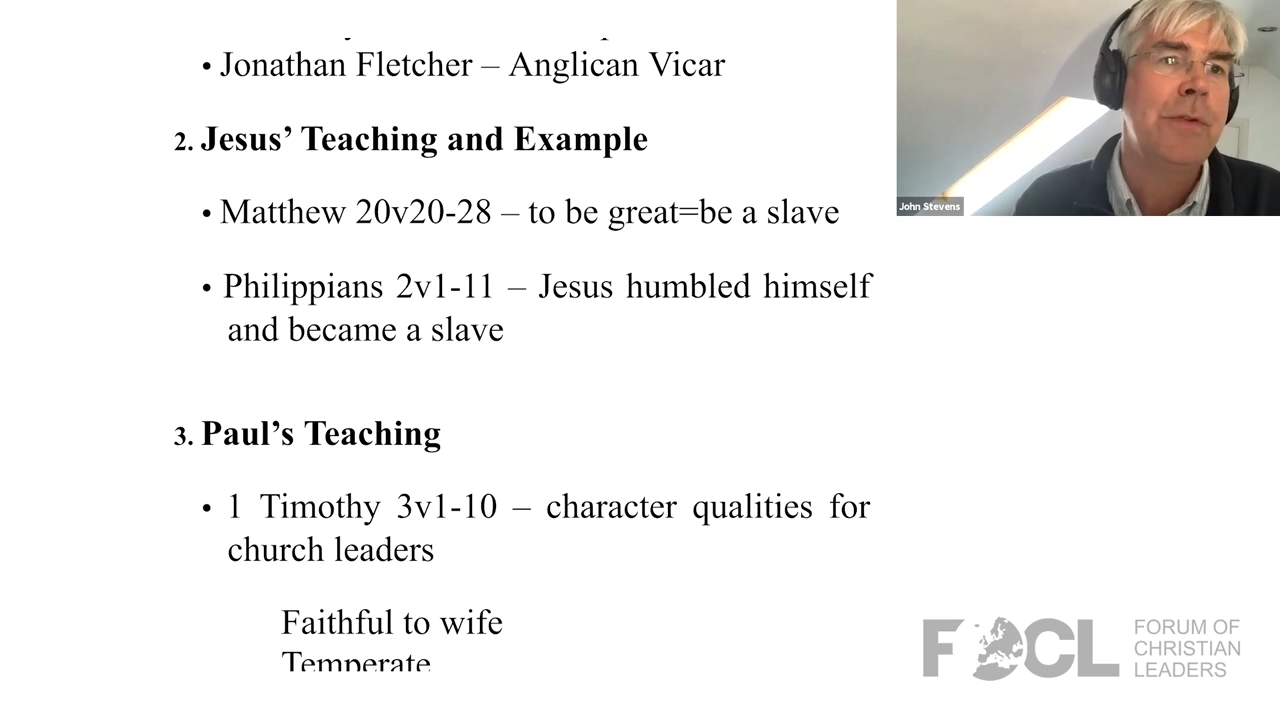 • Jonathan Fletcher – Anglican Vicar
2. Jesus’ Teaching and Example
• Matthew 20v20-28 – to be great=be a slave
• Philippians 2v1-11 – Jesus humbled himself
and became a slave
3. Paul’s Teaching
• 1 Timothy 3v1-10 – character qualities for
church leaders
Faithful to wife
Temperate
John Stevens
FOCL
FORUM OF
CHRISTIAN
LEADERS